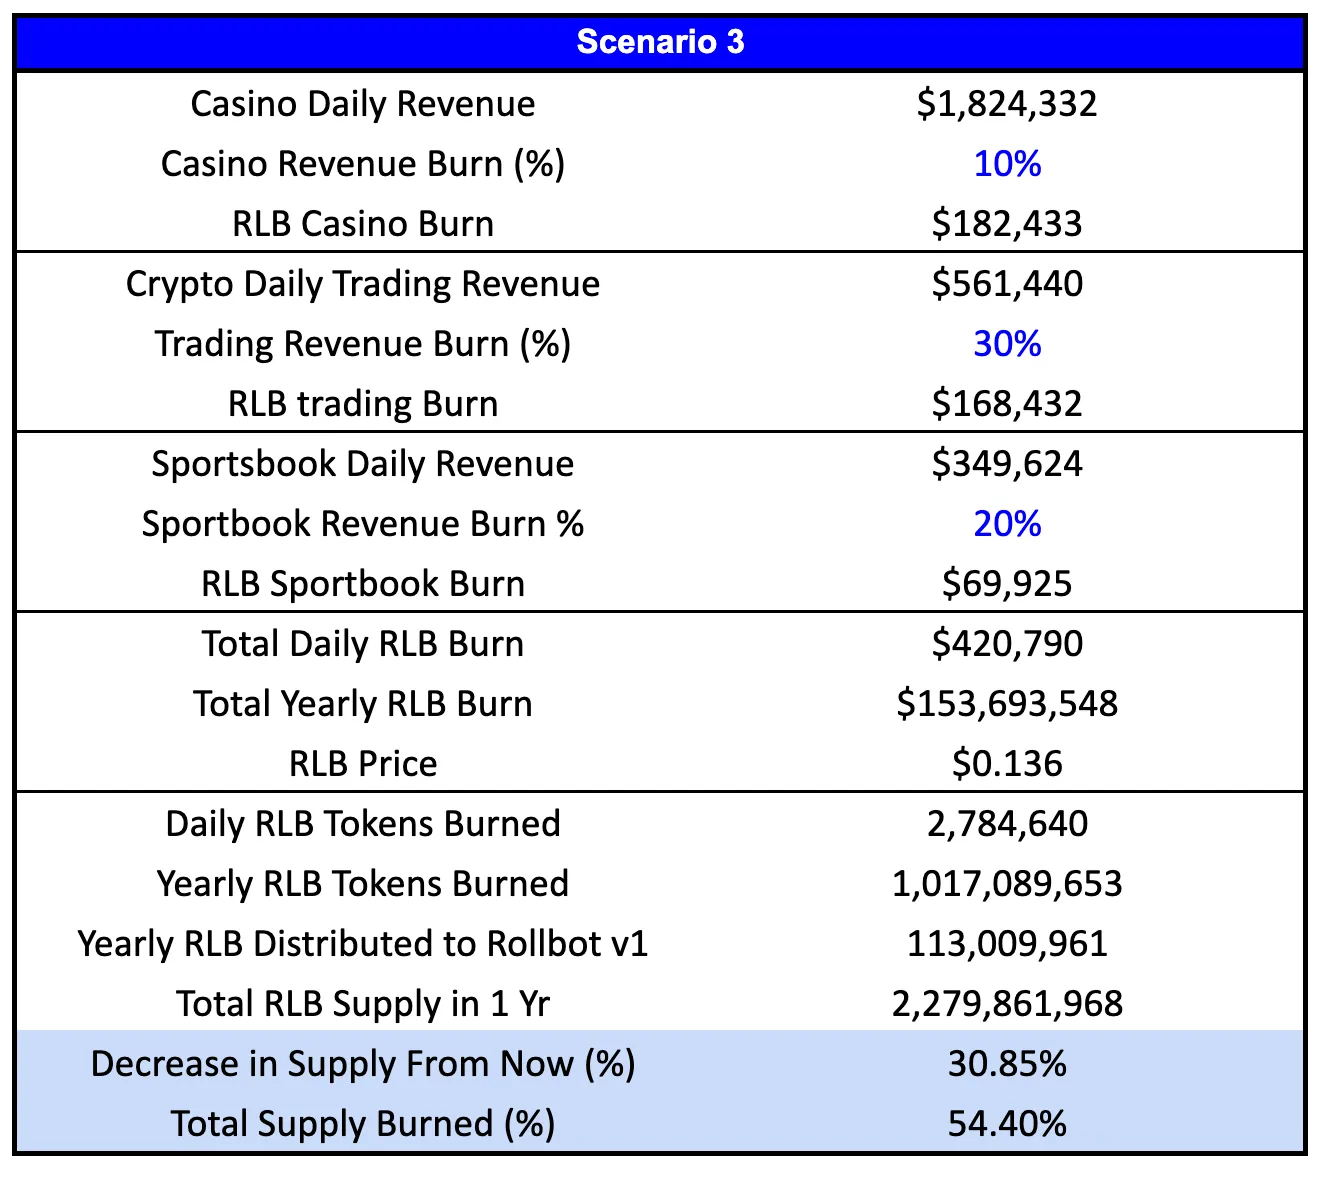 Scenario 3
Casino Daily Revenue $1,824,332
Casino Revenue Burn (%) 10%
RLB Casino Burn $182,433
Crypto Daily Trading Revenue $561,440
Trading Revenue Burn (%) 30%
RLB trading Burn $168,432
Sportsbook Daily Revenue $349,624
Sportbook Revenue Burn % 20%
RLB Sportbook Burn $69,925
Total Daily RLB Burn $420,790
Total Yearly RLB Burn $153,693,548
RLB Price $0.136
Daily RLB Tokens Burned 2,784,640
Yearly RLB Tokens Burned 1,017,089,653
Yearly RLB Distributed to Rollbot v1 113,009,961
Total RLB Supply in 1 Yr 2,279,861,968
Decrease in Supply From Now (%) 30.85%
Total Supply Burned (%) 54.40%